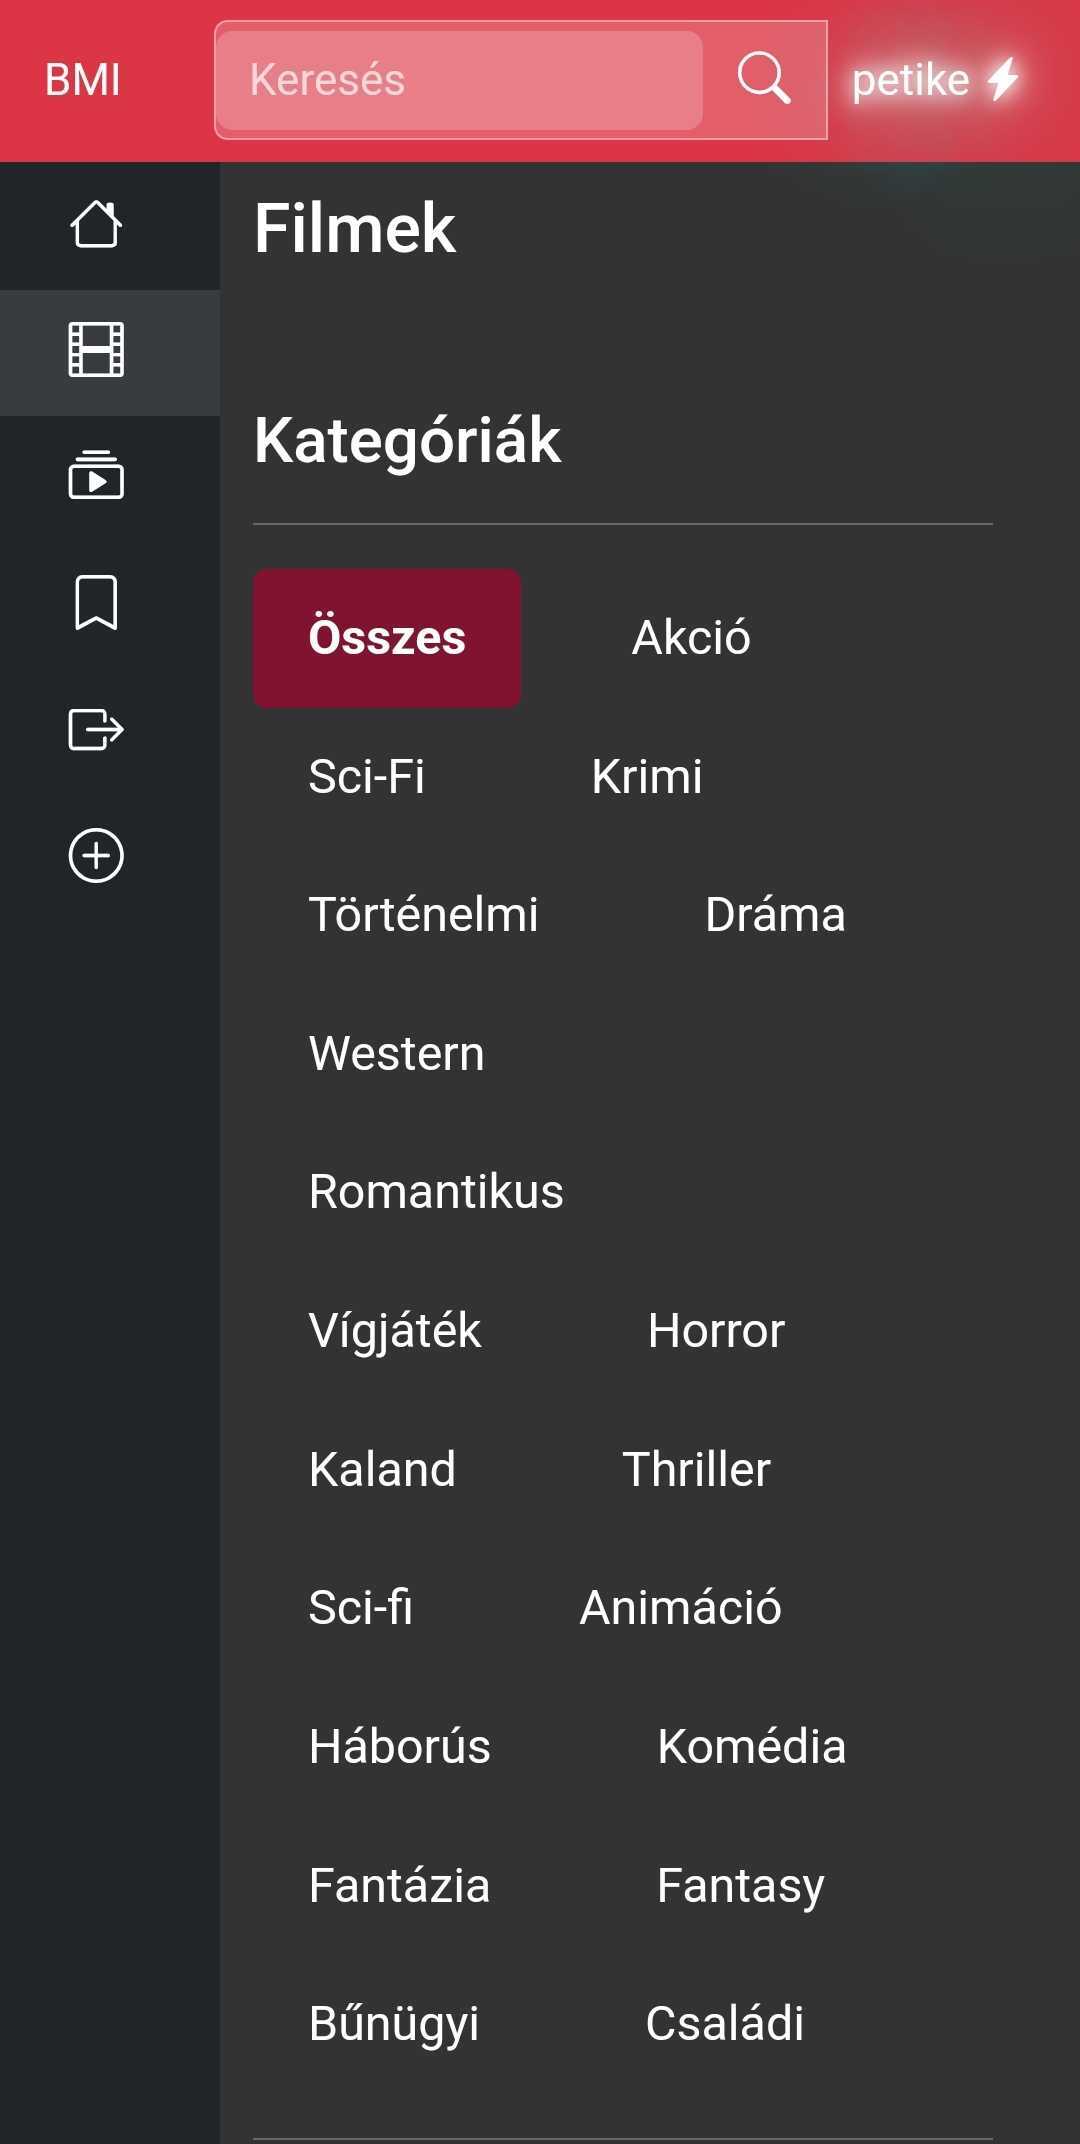 BMI Keresés petike
Filmek
Kategóriák
Összes Akció
Sci-Fi Krimi
Történelmi Dráma
Western
Romantikus
Vígjáték Horror
Kaland Thriller
Sci-fi Animáció
Háborús Komédia
Fantázia Fantasy
Bűnügyi Családi